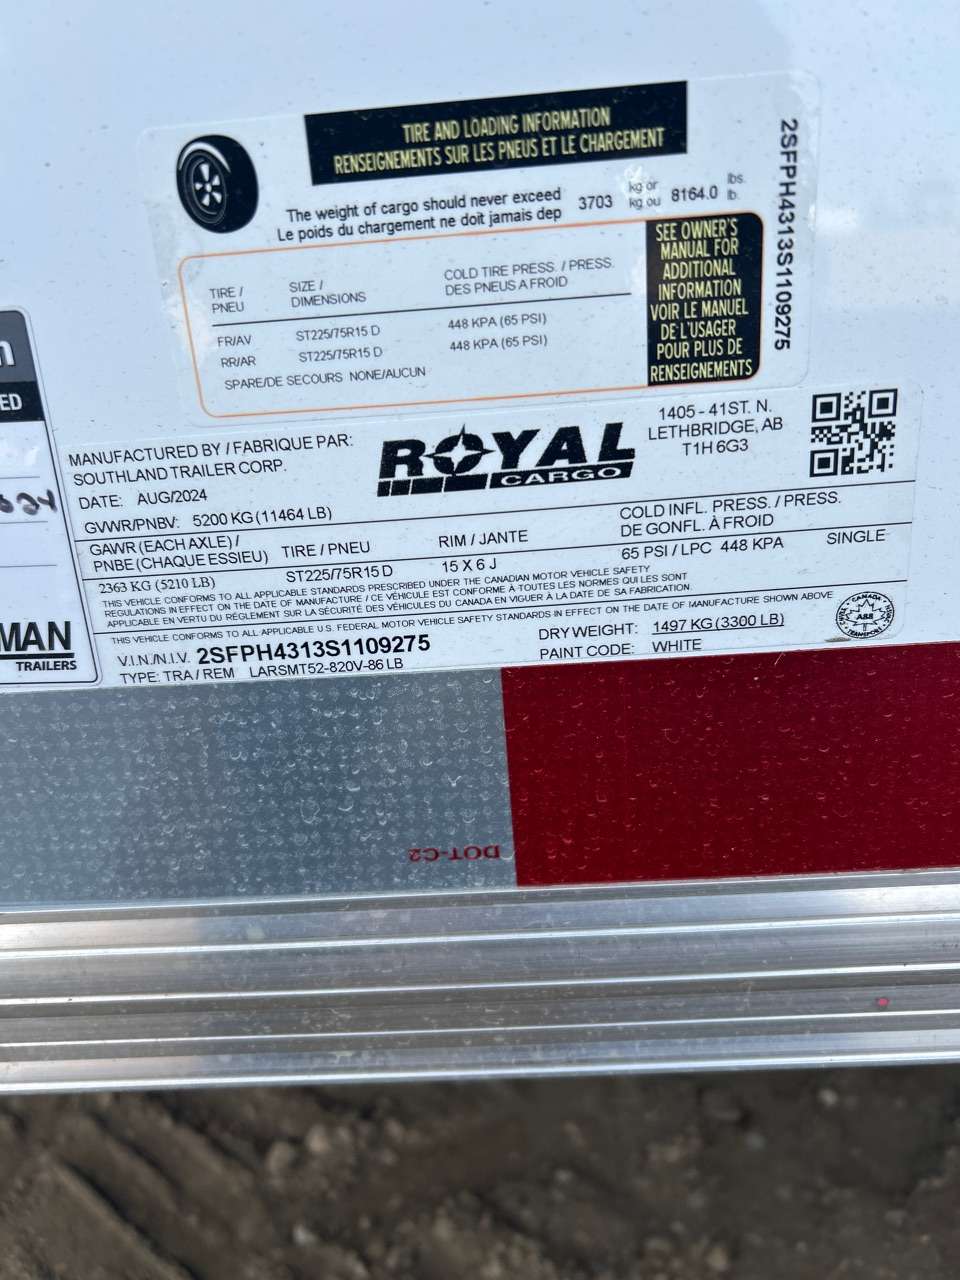 TIRE AND LOADING INFORMATION
RENSEIGNEMENTS SUR LES PNEUS ET LE CHARGEMENT
The weight of cargo should never exceed 3703 kg or 8164.0 lbs.
Le poids du chargement ne doit jamais dep kg ou lb.
TIRE / SIZE / COLD TIRE PRESS. / PRESS.
PNEU DIMENSIONS DES PNEUS A FROID
FR/AV ST225/75R15 D 448 KPA (65 PSI)
RR/AR ST225/75R15 D 448 KPA (65 PSI)
SPARE/DE SECOURS NONE/AUCUN
SEE OWNER'S
MANUAL FOR
ADDITIONAL
INFORMATION
VOIR LE MANUEL
DE L'USAGER
POUR PLUS DE
RENSEIGNEMENTS
2SFPH4313S1109275
MANUFACTURED BY / FABRIQUE PAR:
SOUTHLAND TRAILER CORP.
DATE: AUG/2024
ROYAL
CARGO
1405 - 41ST. N.
LETHBRIDGE, AB
T1H 6G3
GVWR/PNBV: 5200 KG (11464 LB)
GAWR (EACH AXLE) / TIRE / PNEU RIM / JANTE COLD INFL. PRESS. / PRESS.
PNBE (CHAQUE ESSIEU) DE GONFL. À FROID
2363 KG (5210 LB) ST225/75R15 D 15 X 6 J 65 PSI / LPC 448 KPA SINGLE
THIS VEHICLE CONFORMS TO ALL APPLICABLE STANDARDS PRESCRIBED UNDER THE CANADIAN MOTOR VEHICLE SAFETY
REGULATIONS IN EFFECT ON THE DATE OF MANUFACTURE / CE VÉHICULE EST CONFORME À TOUTES LES NORMES QUI LES SONT
APPLICABLE EN VERTU DU RÈGLEMENT SUR LA SÉCURITÉ DES VÉHICULES DU CANADA EN VIGUER À LA DATE DE SA FABRICATION.
THIS VEHICLE CONFORMS TO ALL APPLICABLE U.S. FEDERAL MOTOR VEHICLE SAFETY STANDARDS IN EFFECT ON THE DATE OF MANUFACTURE SHOWN ABOVE
V.I.N./N.I.V. 2SFPH4313S1109275 DRY WEIGHT: 1497 KG (3300 LB)
TYPE: TRA / REM LARSMT52-820V-86 LB PAINT CODE: WHITE
CANADA
TRANSPORT
ED
MAN
TRAILERS
DOT-C2